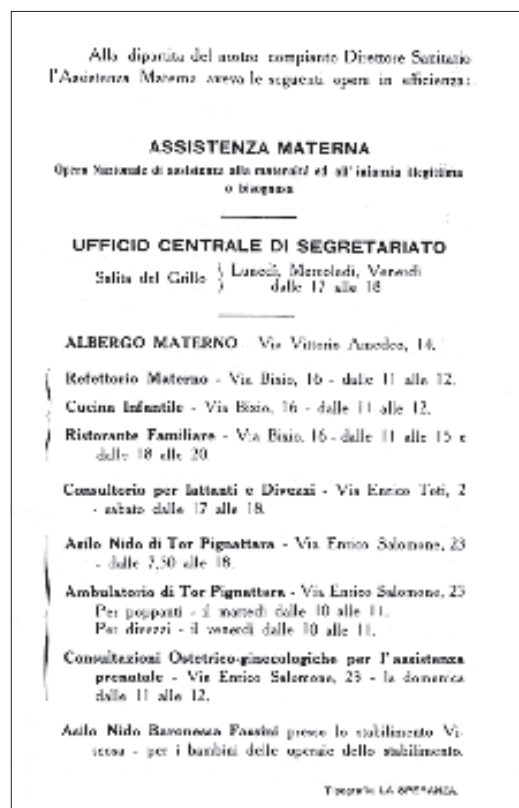 Alla dipartita del nostro compianto Direttore Sanitario
l'Assistenza Materna aveva le seguenti opere in efficienza:
ASSISTENZA MATERNA
Opera Nazionale di assistenza alla maternità ed all'infanzia illegittima
o bisognosa
UFFICIO CENTRALE DI SEGRETARIATO
Salita del Grillo } Lunedì, Mercoledì, Venerdì
dalle 17 alle 18
ALBERGO MATERNO - Via Vittorio Amedeo, 14.
Refettorio Materno - Via Bixio, 16 - dalle 11 alle 12.
Cucina Infantile - Via Bixio, 16 - dalle 11 alle 12.
Ristorante Familiare - Via Bixio, 16 - dalle 11 alle 15 e
dalle 18 alle 20.
Consultorio per lattanti e Divezzi - Via Enrico Toti, 2
- sabato dalle 17 alle 18.
Asilo Nido di Tor Pignattara - Via Enrico Salomone, 23
- dalle 7,30 alle 18.
Ambulatorio di Tor Pignattara - Via Enrico Salomone, 23
Per poppanti - il martedì dalle 10 alle 11.
Per divezzi - il venerdì dalle 10 alle 11.
Consultazioni Ostetrico-ginecologiche per l'assistenza
prenatale - Via Enrico Salomone, 23 - la domenica
dalle 11 alle 12.
Asilo Nido Baronessa Fassini presso lo stabilimento Vi-
scosa - per i bambini delle operaie dello stabilimento.
Tipografia LA SPERANZA